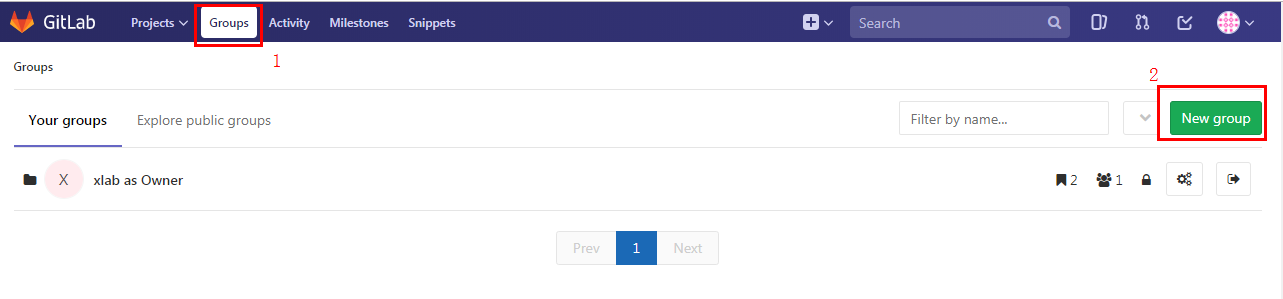 GitLab Projects Groups Activity Milestones Snippets Search
1
Groups
2
Your groups Explore public groups Filter by name... New group
X xlab as Owner 2 1
Prev 1 Next